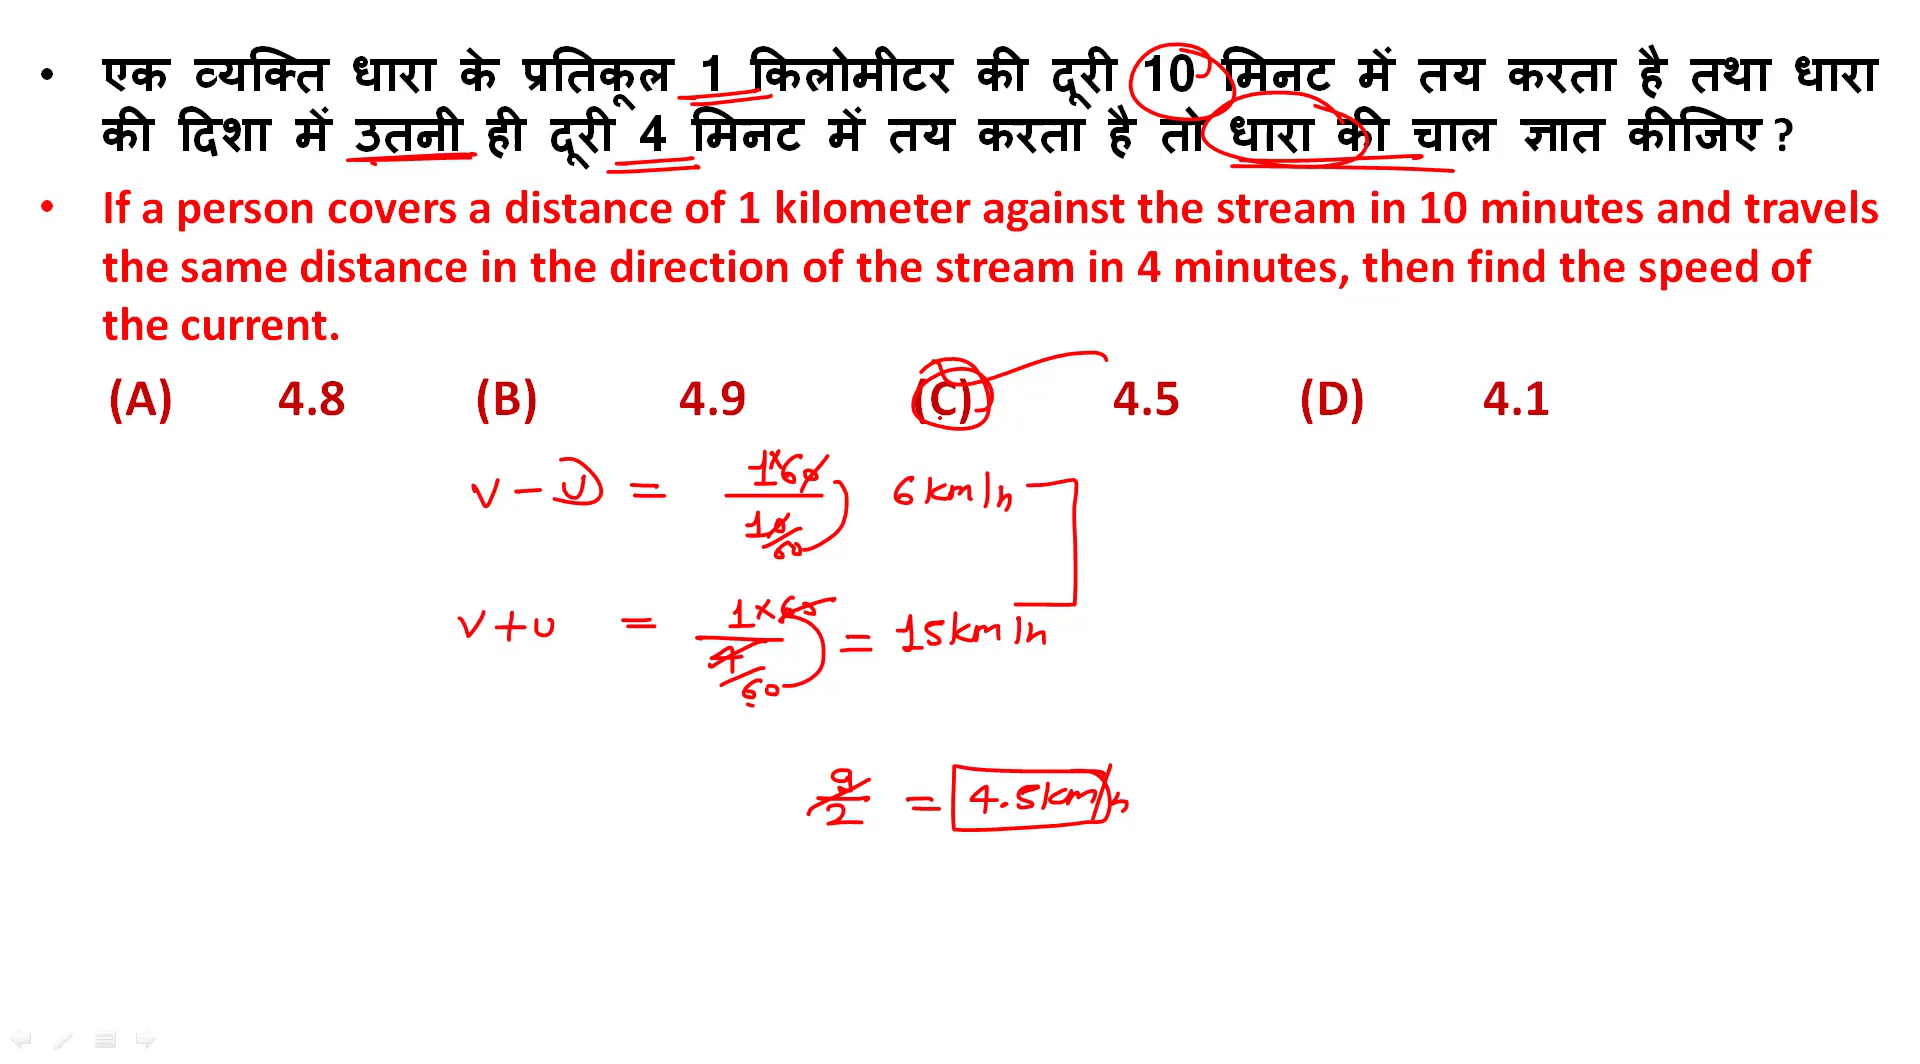 • एक व्यक्ति धारा के प्रतिकूल 1 किलोमीटर की दूरी 10 मिनट में तय करता है तथा धारा
की दिशा में उतनी ही दूरी 4 मिनट में तय करता है तो धारा की चाल ज्ञात कीजिए ?
• If a person covers a distance of 1 kilometer against the stream in 10 minutes and travels
the same distance in the direction of the stream in 4 minutes, then find the speed of
the current.
(A) 4.8 (B) 4.9 (C) 4.5 (D) 4.1
v - u = 1×60 / 10/60 6 km/h
v + u = 1×60 / 4/60 = 15 km/h
9/2 = 4.5 km/h